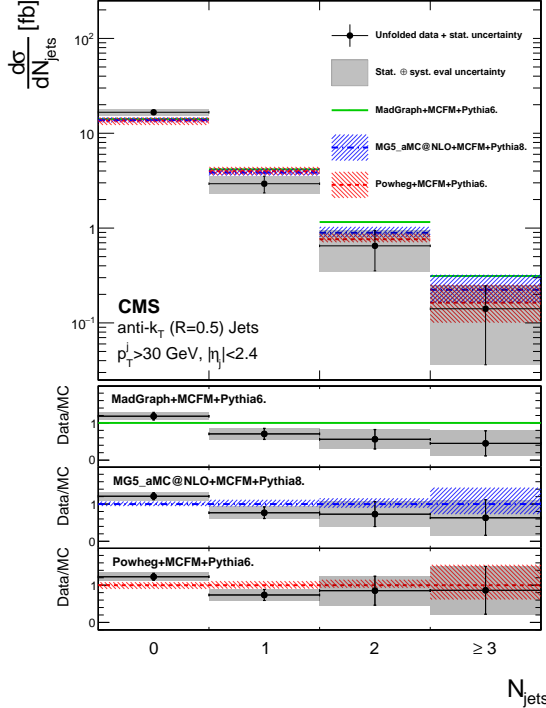 dσ/dN_jets [fb]
10²
10
1
10⁻¹
Unfolded data + stat. uncertainty
Stat. ⊕ syst. eval uncertainty
MadGraph+MCFM+Pythia6.
MG5_aMC@NLO+MCFM+Pythia8.
Powheg+MCFM+Pythia6.
CMS
anti-k_T (R=0.5) Jets
p_T^j>30 GeV, |η_j|<2.4
Data/MC
1
0
MadGraph+MCFM+Pythia6.
Data/MC
1
0
MG5_aMC@NLO+MCFM+Pythia8.
Data/MC
1
0
Powheg+MCFM+Pythia6.
0 1 2 ≥ 3
N_jets